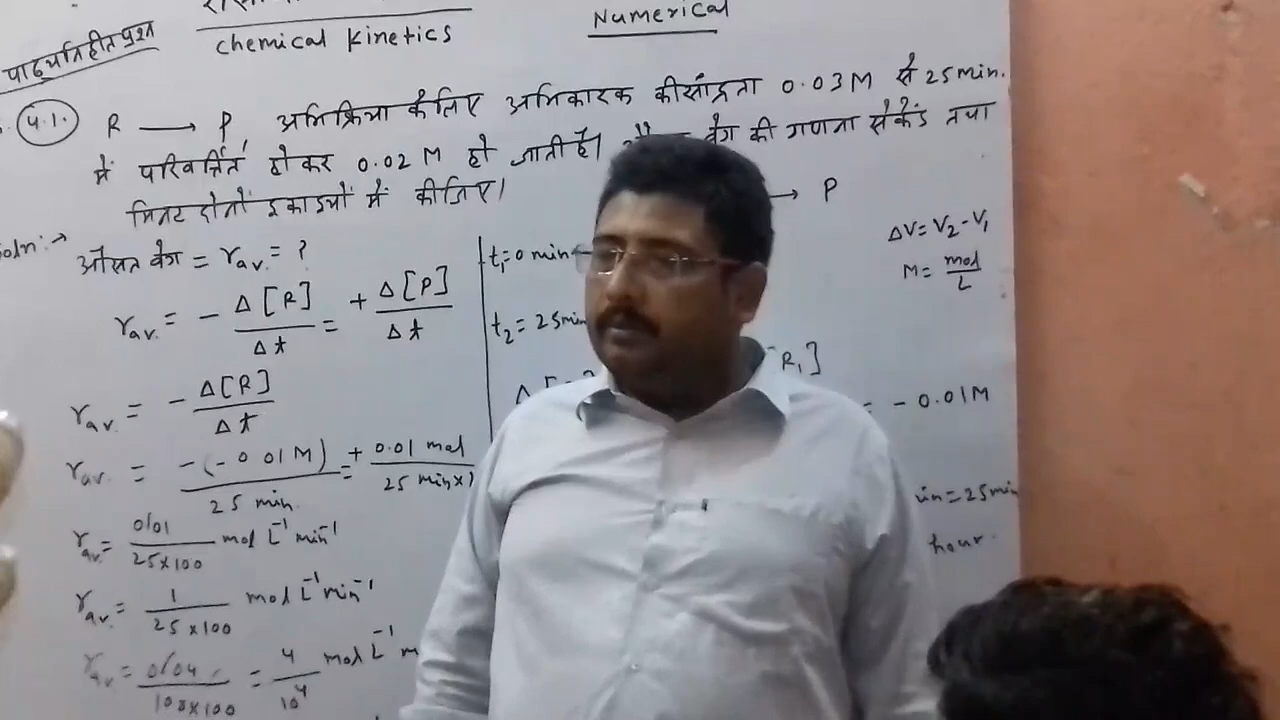 Numerical
Chemical Kinetics
पाठ्यनिहीत प्रश्न
4.1. R ⟶ P, अभिक्रिया के लिए अभिकारक की सांद्रता 0.03M से 25min.
में परिवर्तित होकर 0.02 M हो जाती है। वेग की गणना सेकेंड तथा
मिनट दोनों इकाइयों में कीजिए।
⟶ P
Soln:→
औसत वेग = rav. = ?
rav. = - Δ[R]/Δt = + Δ[P]/Δt
rav. = - Δ[R]/Δt
rav. = -(-0.01M)/25 min = + 0.01 mol/25 min×
rav. = 0.01/25×100 mol L⁻¹ min⁻¹
rav. = 1/25×100 mol L⁻¹ min⁻¹
rav. = 0/04/100×100 = 4/10⁴ mol L⁻¹ m
t₁=0 min
t₂=25min
R₁]
= -0.01M
in=25min
hour.
ΔV=V₂-V₁
M= mol/L